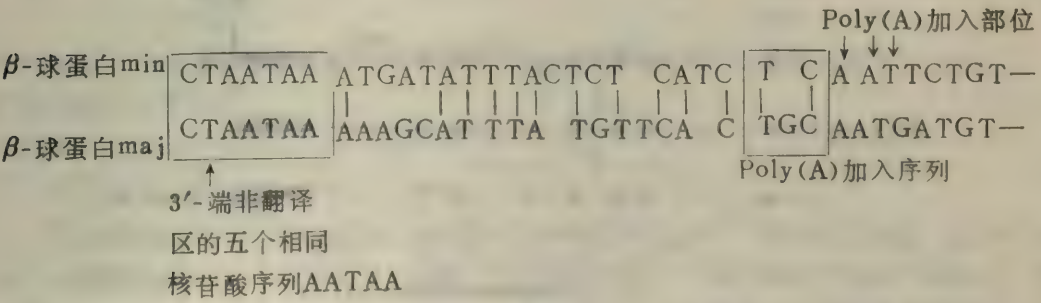 Poly(A)加入部位
β-球蛋白min CTAATAA ATGATATTTACTCT CATC T C A ATTCTGT—
β-球蛋白maj CTAATAA AAAGCAT TTA TGTTCA C TGC AATGATGT—
Poly(A)加入序列
3′-端非翻译
区的五个相同
核苷酸序列AATAA